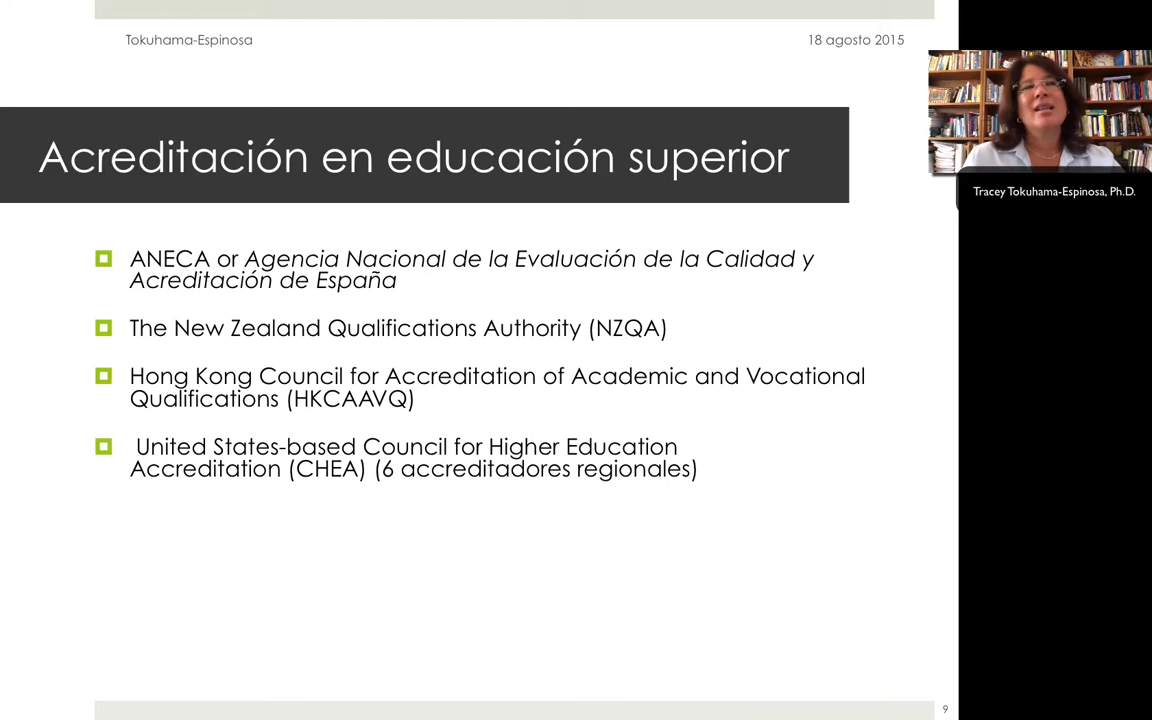 Tokuhama-Espinosa
18 agosto 2015
Tracey Tokuhama-Espinosa, Ph.D.
Acreditación en educación superior
ANECA or Agencia Nacional de la Evaluación de la Calidad y
Acreditación de España
The New Zealand Qualifications Authority (NZQA)
Hong Kong Council for Accreditation of Academic and Vocational
Qualifications (HKCAAVQ)
United States-based Council for Higher Education
Accreditation (CHEA) (6 accreditadores regionales)
9